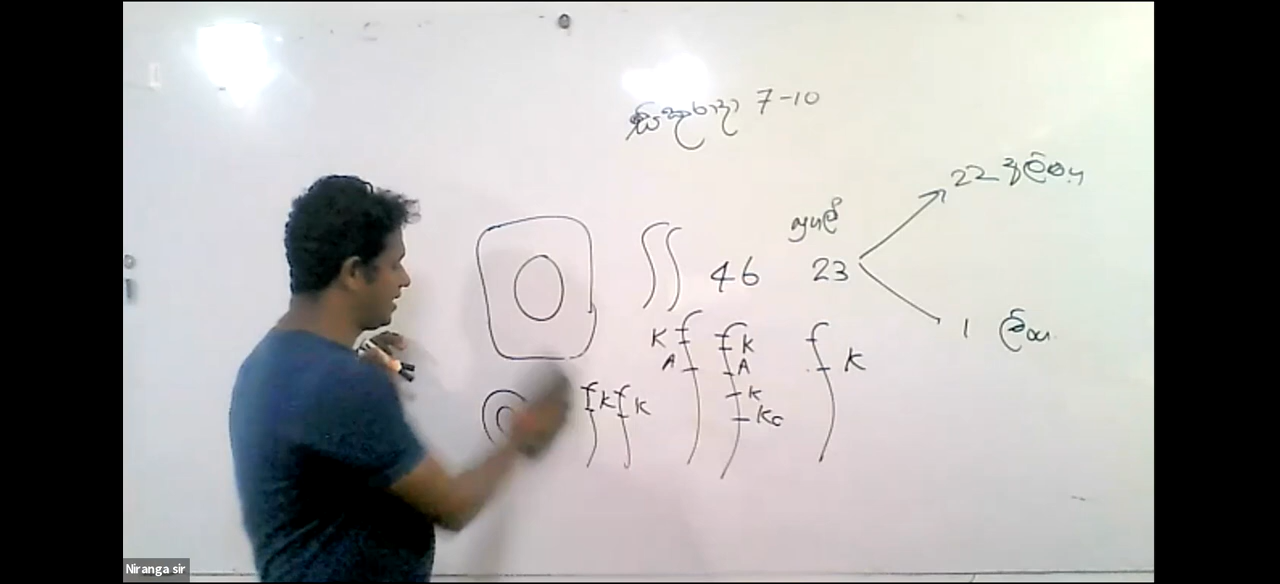 සිකුරාදා 7-10
යුගල්
22 අලිංගු
46 23
1 ලිංග
K K K
A A
K
K K Kc
Niranga sir